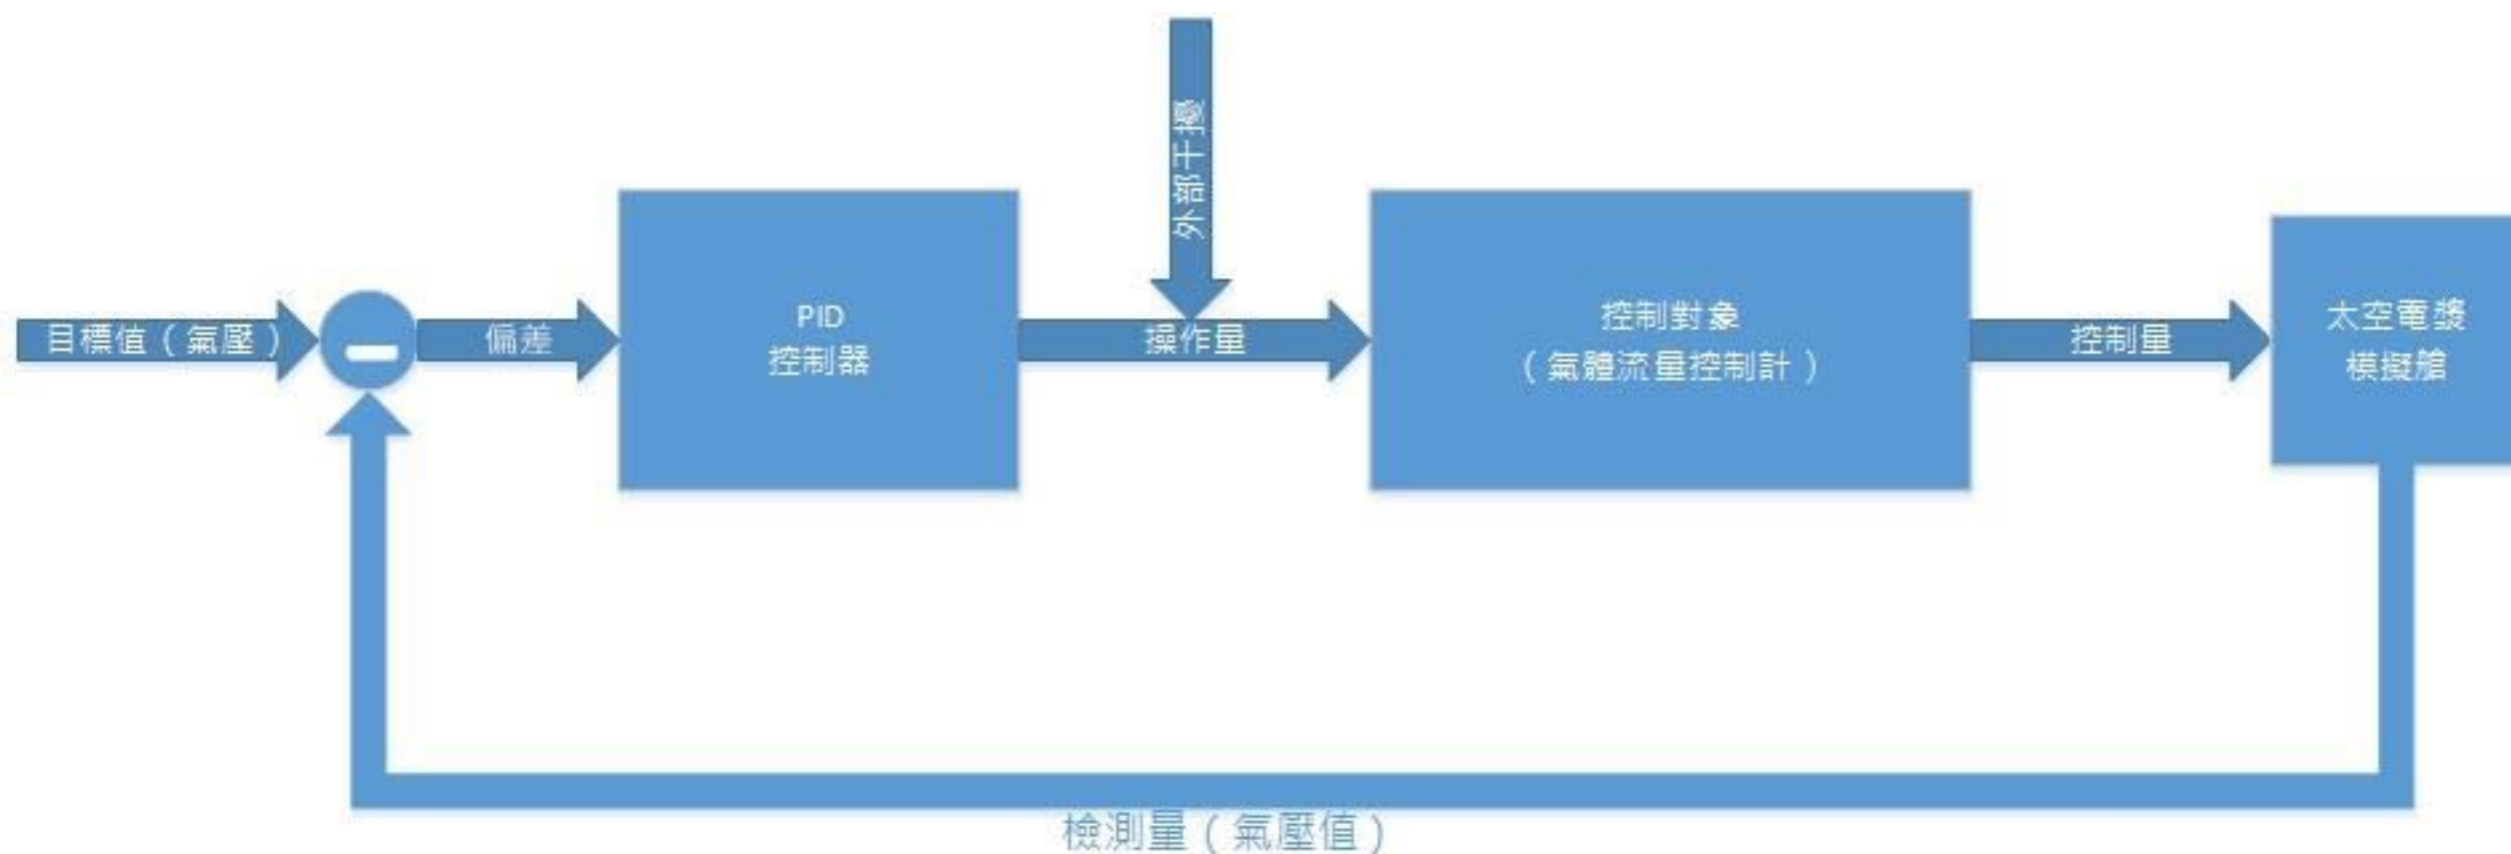 外部干擾
目標值（氣壓）
偏差
PID
控制器
操作量
控制對象
（氣體流量控制計）
控制量
太空電漿
模擬艙
檢測量（氣壓值）